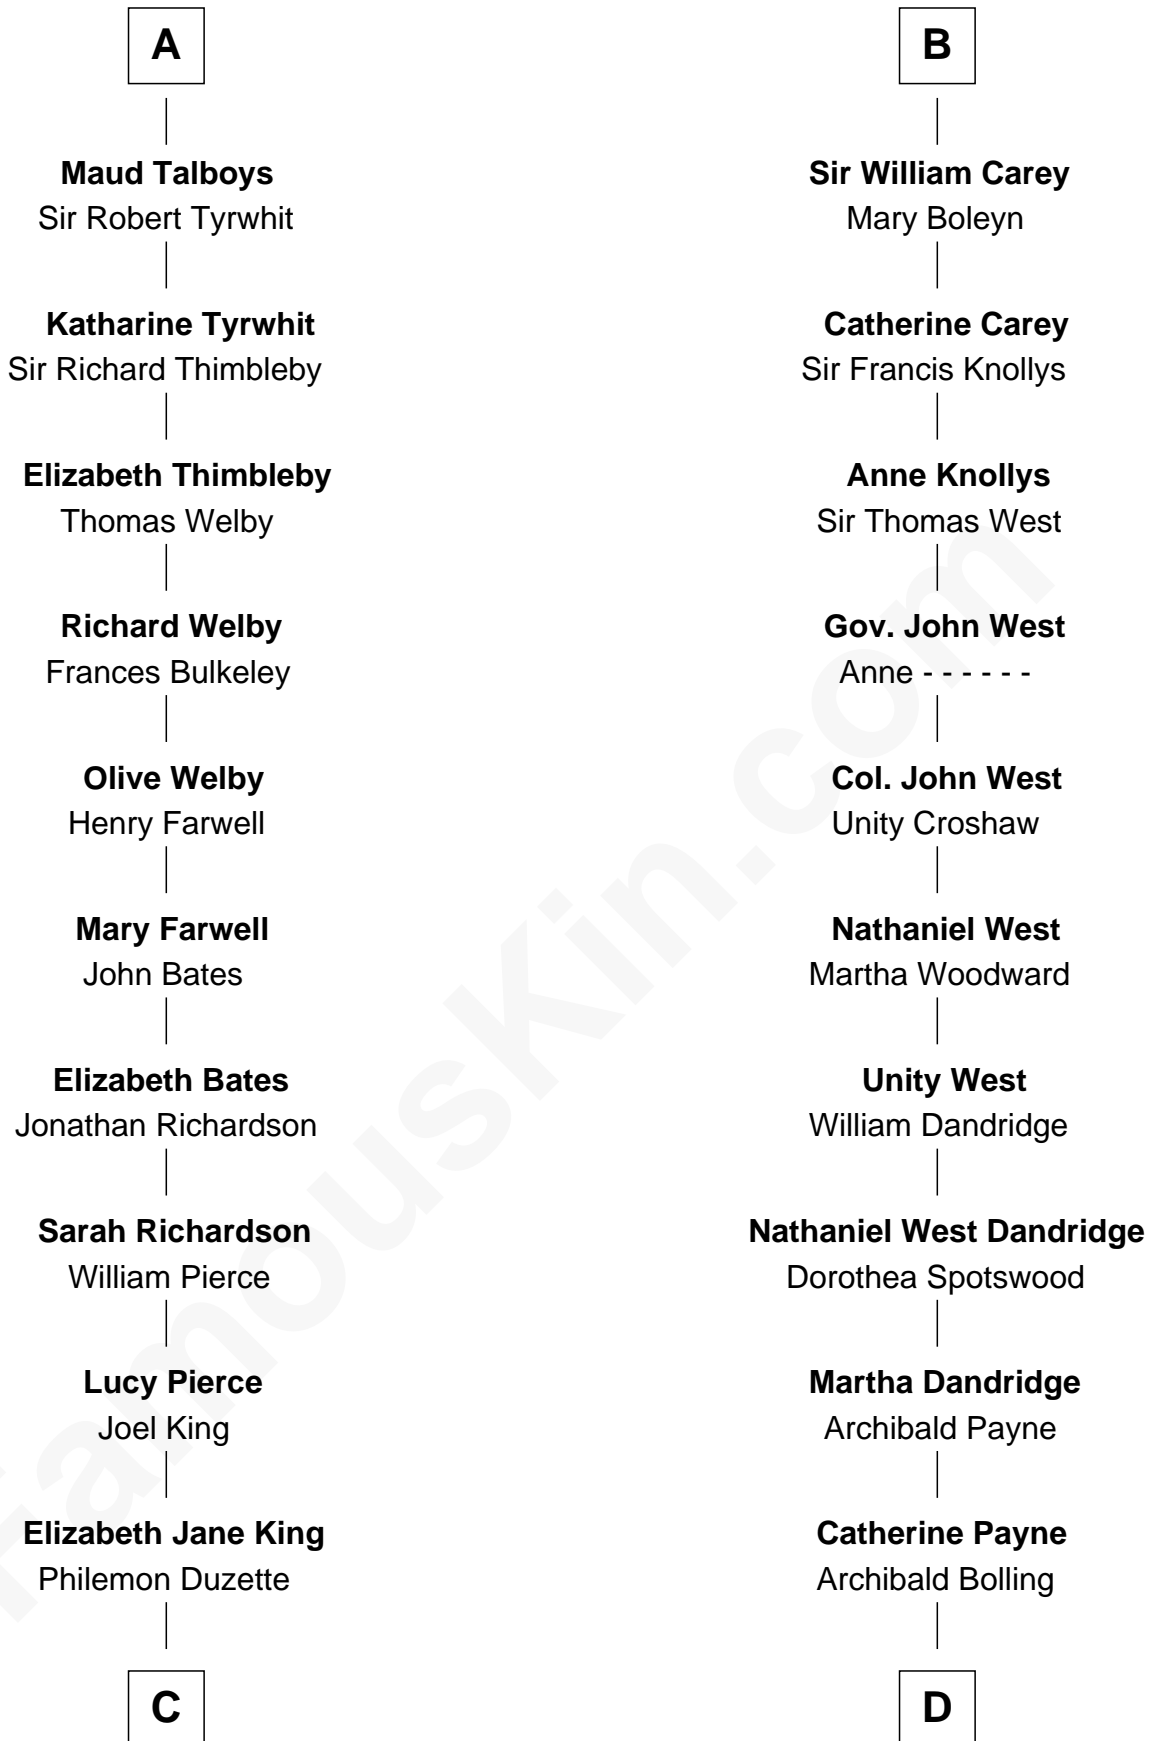 A
Maud Talboys
Sir Robert Tyrwhit
Katharine Tyrwhit
Sir Richard Thimbleby
Elizabeth Thimbleby
Thomas Welby
Richard Welby
Frances Bulkeley
Olive Welby
Henry Farwell
Mary Farwell
John Bates
Elizabeth Bates
Jonathan Richardson
Sarah Richardson
William Pierce
Lucy Pierce
Joel King
Elizabeth Jane King
Philemon Duzette
C
B
Sir William Carey
Mary Boleyn
Catherine Carey
Sir Francis Knollys
Anne Knollys
Sir Thomas West
Gov. John West
Anne - - - - - -
Col. John West
Unity Croshaw
Nathaniel West
Martha Woodward
Unity West
William Dandridge
Nathaniel West Dandridge
Dorothea Spotswood
Martha Dandridge
Archibald Payne
Catherine Payne
Archibald Bolling
D
FamousKin.com